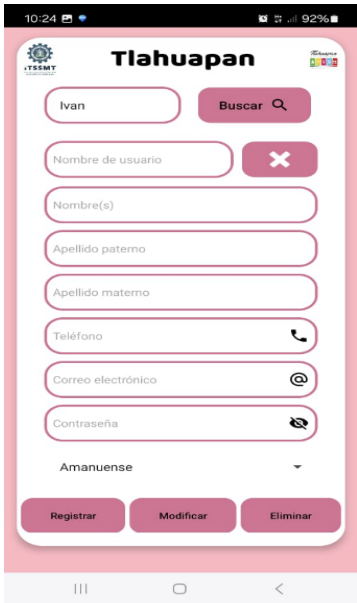 10:24 92%
Tlahuapan
ITSSMT
Tlahuapan
Ivan Buscar
Nombre de usuario
Nombre(s)
Apellido paterno
Apellido materno
Teléfono
Correo electrónico
Contraseña
Amanuense
Registrar Modificar Eliminar